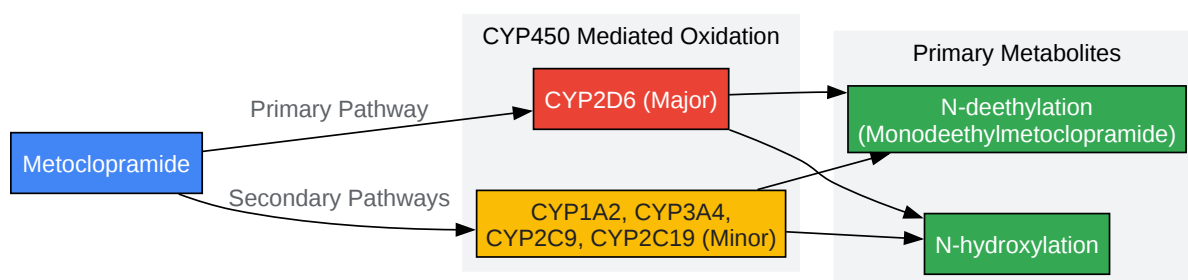 CYP450 Mediated Oxidation
Primary Metabolites
Primary Pathway
CYP2D6 (Major)
N-deethylation
(Monodeethylmetoclopramide)
Metoclopramide
Secondary Pathways
CYP1A2, CYP3A4,
CYP2C9, CYP2C19 (Minor)
N-hydroxylation